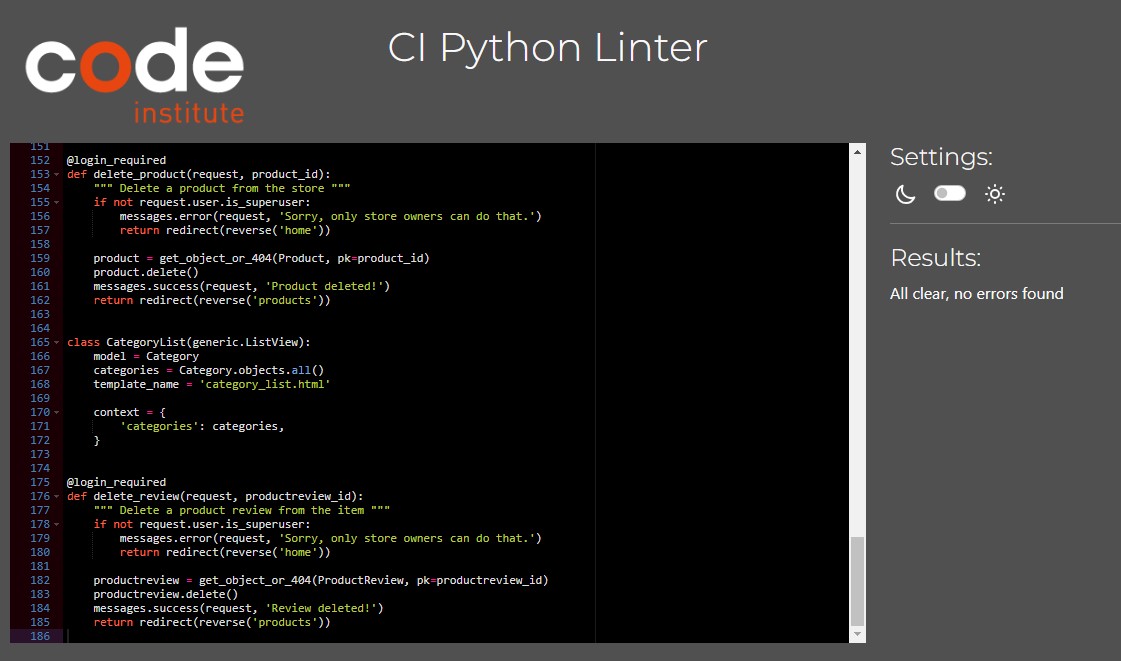 code
institute
CI Python Linter
151
152 @login_required
153 def delete_product(request, product_id):
154     """ Delete a product from the store """
155     if not request.user.is_superuser:
156         messages.error(request, 'Sorry, only store owners can do that.')
157         return redirect(reverse('home'))
158
159     product = get_object_or_404(Product, pk=product_id)
160     product.delete()
161     messages.success(request, 'Product deleted!')
162     return redirect(reverse('products'))
163
164
165 class CategoryList(generic.ListView):
166     model = Category
167     categories = Category.objects.all()
168     template_name = 'category_list.html'
169
170     context = {
171         'categories': categories,
172     }
173
174
175 @login_required
176 def delete_review(request, productreview_id):
177     """ Delete a product review from the item """
178     if not request.user.is_superuser:
179         messages.error(request, 'Sorry, only store owners can do that.')
180         return redirect(reverse('home'))
181
182     productreview = get_object_or_404(ProductReview, pk=productreview_id)
183     productreview.delete()
184     messages.success(request, 'Review deleted!')
185     return redirect(reverse('products'))
186
Settings:
Results:
All clear, no errors found